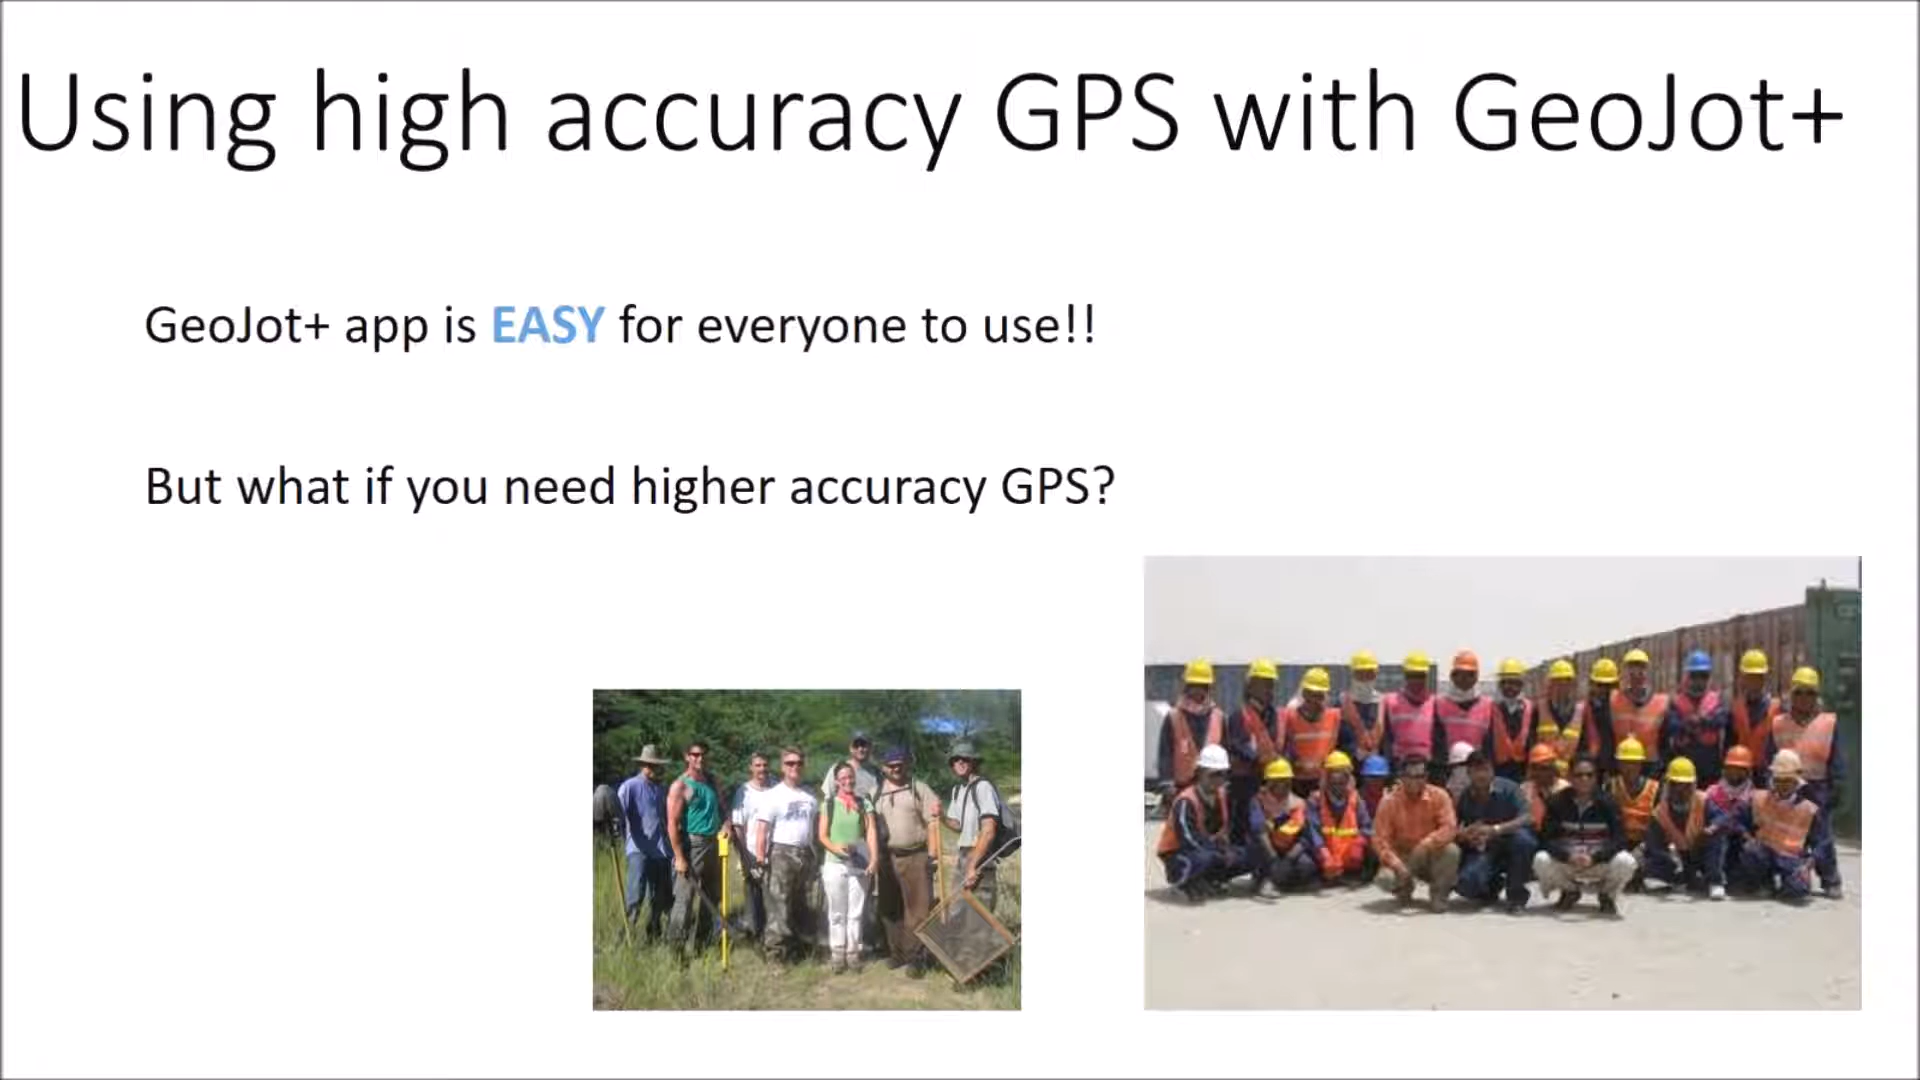 Using high accuracy GPS with GeoJot+
GeoJot+ app is EASY for everyone to use!!
But what if you need higher accuracy GPS?